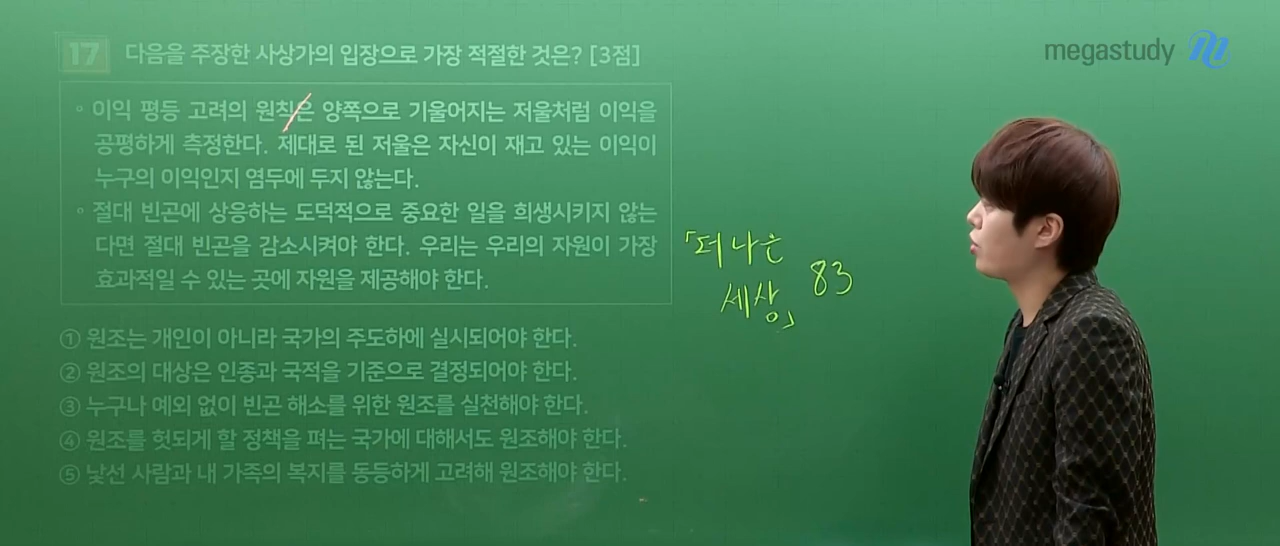 17 다음을 주장한 사상가의 입장으로 가장 적절한 것은? [3점]
megastudy
◦ 이익 평등 고려의 원칙은 양쪽으로 기울어지는 저울처럼 이익을
공평하게 측정한다. 제대로 된 저울은 자신이 재고 있는 이익이
누구의 이익인지 염두에 두지 않는다.
◦ 절대 빈곤에 상응하는 도덕적으로 중요한 일을 희생시키지 않는
다면 절대 빈곤을 감소시켜야 한다. 우리는 우리의 자원이 가장
효과적일 수 있는 곳에 자원을 제공해야 한다.
「더 나은
세상」 83
① 원조는 개인이 아니라 국가의 주도하에 실시되어야 한다.
② 원조의 대상은 인종과 국적을 기준으로 결정되어야 한다.
③ 누구나 예외 없이 빈곤 해소를 위한 원조를 실천해야 한다.
④ 원조를 헛되게 할 정책을 펴는 국가에 대해서도 원조해야 한다.
⑤ 낯선 사람과 내 가족의 복지를 동등하게 고려해 원조해야 한다.